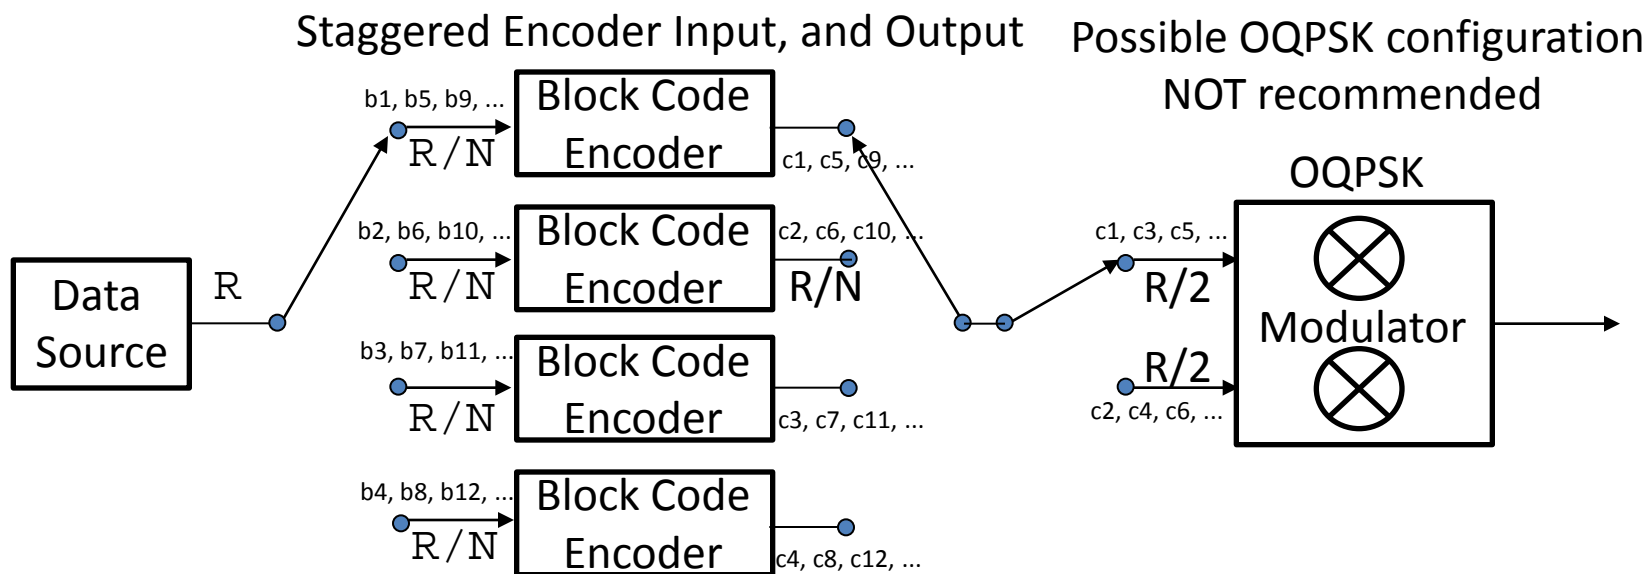 Staggered Encoder Input, and Output
Possible OQPSK configuration
NOT recommended
b1, b5, b9, ...
R/N
Block Code
Encoder
c1, c5, c9, ...
b2, b6, b10, ...
R/N
Block Code
Encoder
c2, c6, c10, ...
R/N
Data
Source
R
b3, b7, b11, ...
R/N
Block Code
Encoder
c3, c7, c11, ...
b4, b8, b12, ...
R/N
Block Code
Encoder
c4, c8, c12, ...
OQPSK
c1, c3, c5, ...
R/2
Modulator
R/2
c2, c4, c6, ...